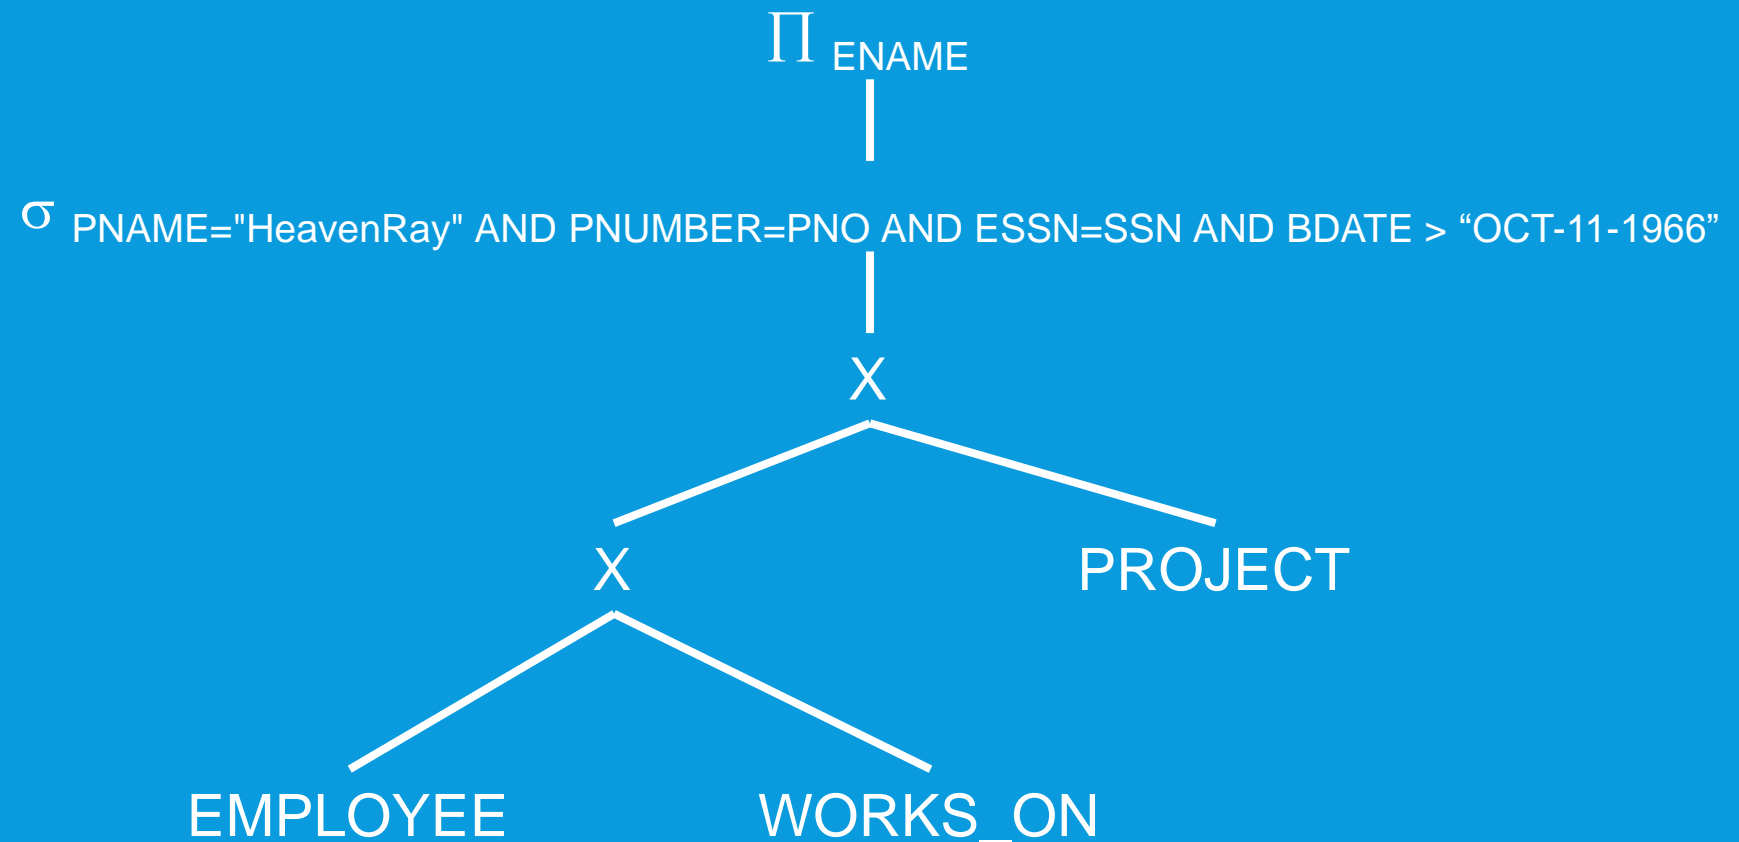 ∏ ENAME
σ PNAME="HeavenRay" AND PNUMBER=PNO AND ESSN=SSN AND BDATE > “OCT-11-1966”
X
X PROJECT
EMPLOYEE WORKS_ON